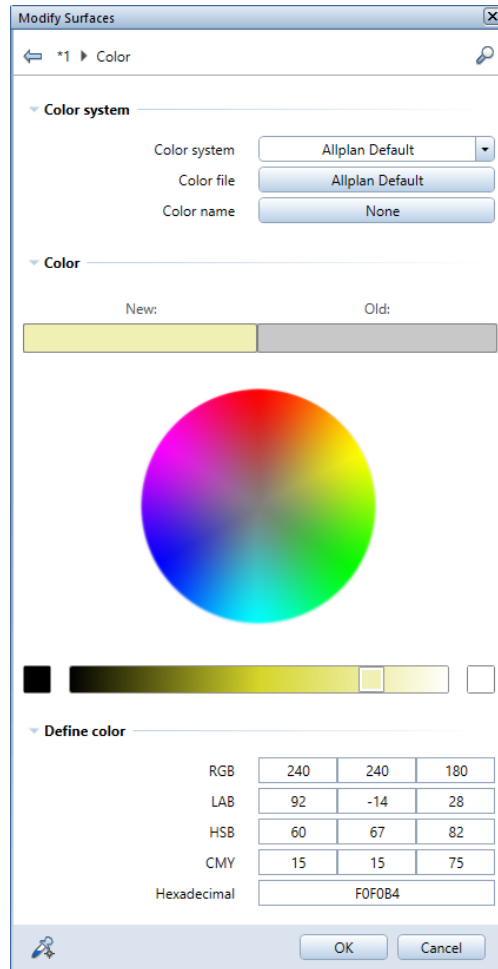 Modify Surfaces
*1 Color
Color system
Color system Allplan Default
Color file Allplan Default
Color name None
Color
New: Old:
Define color
RGB 240 240 180
LAB 92 -14 28
HSB 60 67 82
CMY 15 15 75
Hexadecimal F0F0B4
OK Cancel